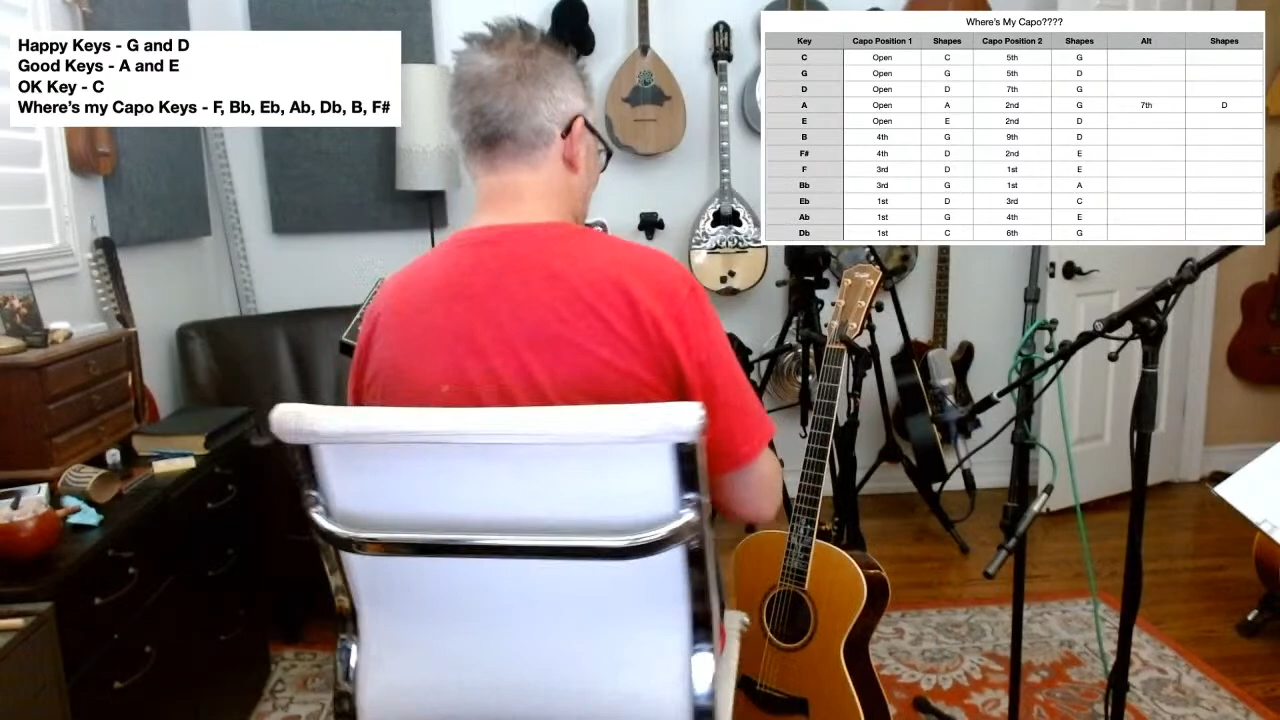 Happy Keys - G and D
Good Keys - A and E
OK Key - C
Where's my Capo Keys - F, Bb, Eb, Ab, Db, B, F#
Where's My Capo????
Key Capo Position 1 Shapes Capo Position 2 Shapes Alt Shapes
C Open C 5th G
G Open G 5th D
D Open D 7th G
A Open A 2nd G 7th D
E Open E 2nd D
B 4th G 9th D
F# 4th D 2nd E
F 3rd D 1st E
Bb 3rd G 1st A
Eb 1st D 3rd C
Ab 1st G 4th E
Db 1st C 6th G
Taylor